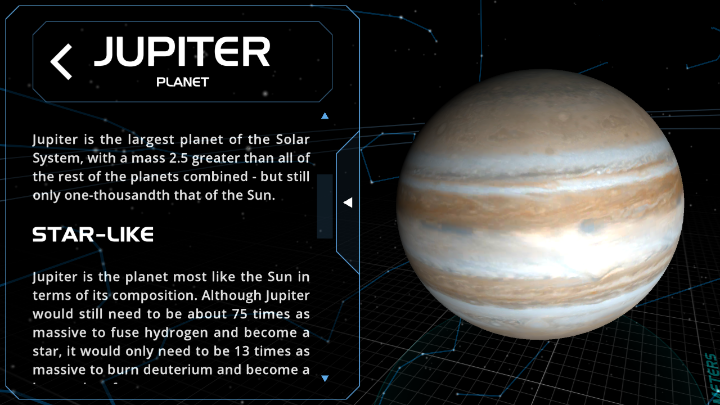 JUPITER
PLANET
Jupiter is the largest planet of the Solar
System, with a mass 2.5 greater than all of
the rest of the planets combined - but still
only one-thousandth that of the Sun.
STAR-LIKE
Jupiter is the planet most like the Sun in
terms of its composition. Although Jupiter
would still need to be about 75 times as
massive to fuse hydrogen and become a
star, it would only need to be 13 times as
massive to burn deuterium and become a